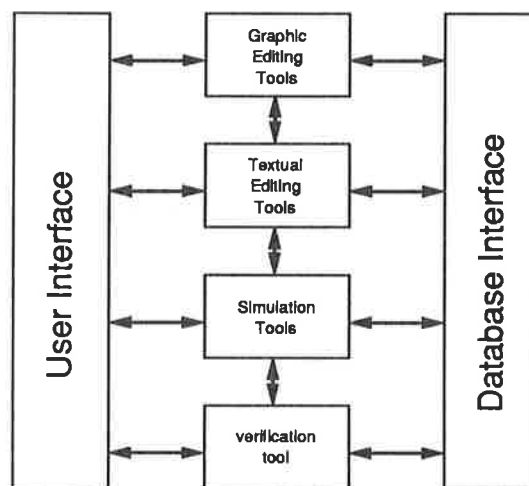 User Interface
Graphic
Editing
Tools
Textual
Editing
Tools
Simulation
Tools
verification
tool
Database Interface